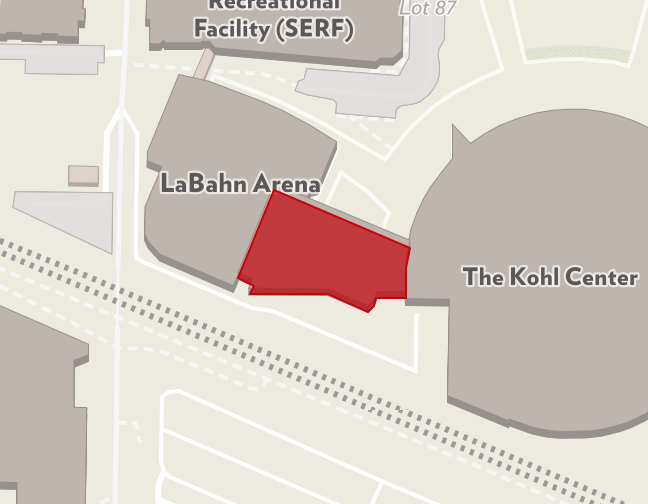 Recreational
Facility (SERF)
Lot 87
LaBahn Arena
The Kohl Center